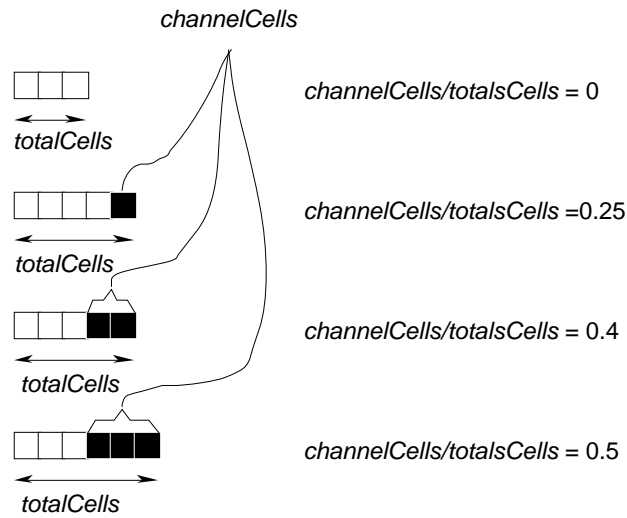 channelCells
channelCells/totalsCells = 0
totalCells
channelCells/totalsCells =0.25
totalCells
channelCells/totalsCells = 0.4
totalCells
channelCells/totalsCells = 0.5
totalCells